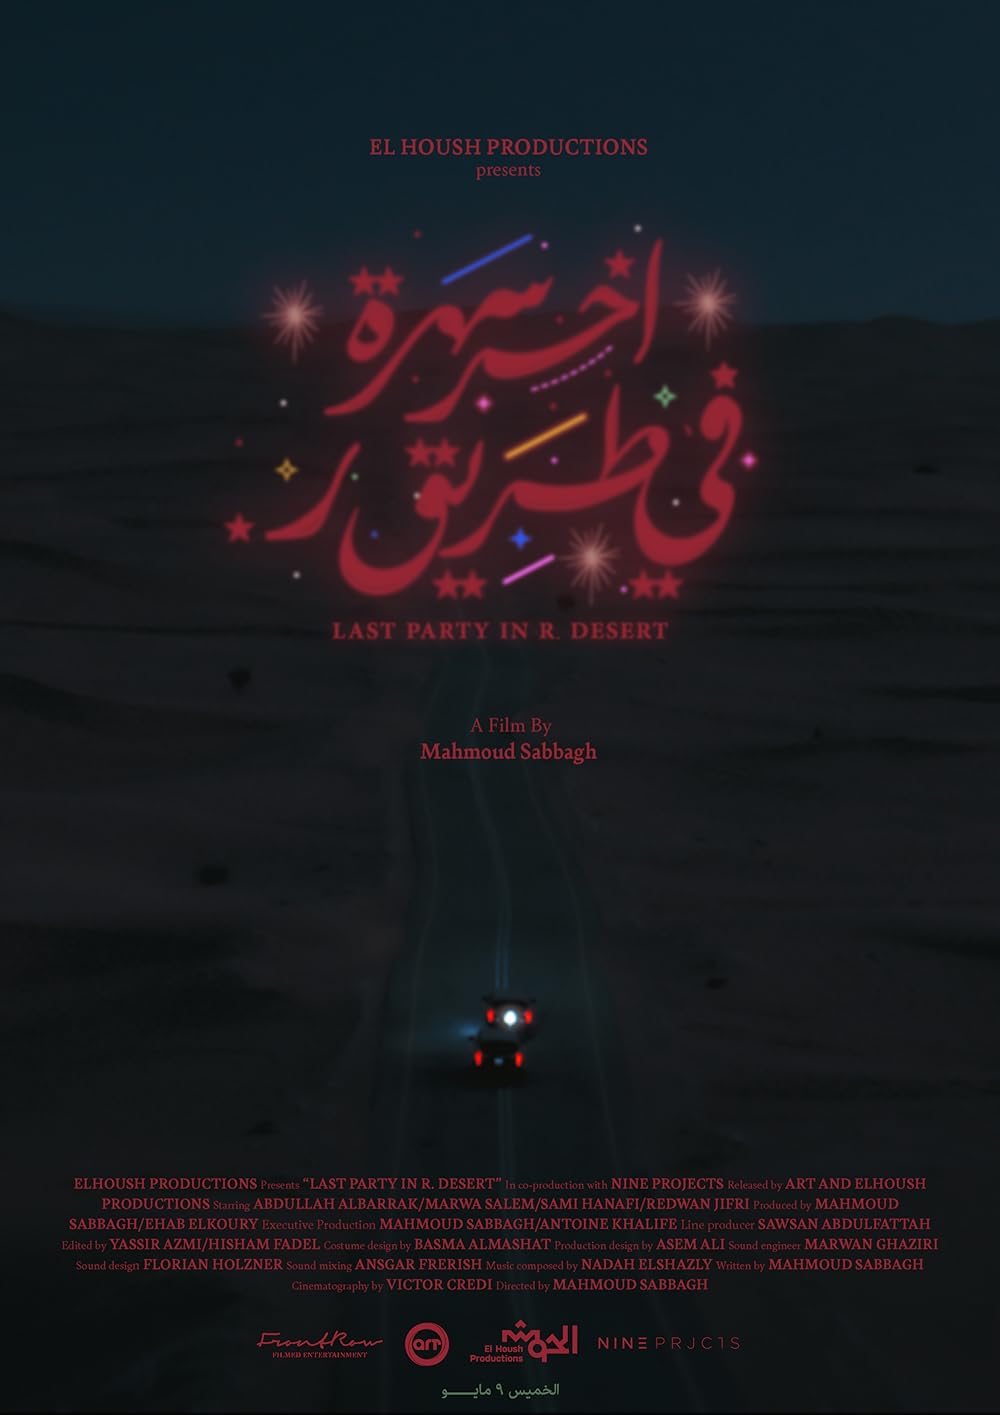 EL HOUSH PRODUCTIONS
presents
اخر سهرة
في طريق ر
LAST PARTY IN R. DESERT
A Film By
Mahmoud Sabbagh
ELHOUSH PRODUCTIONS Presents “LAST PARTY IN R. DESERT” In co-production with NINE PROJECTS Released by ART AND ELHOUSH
PRODUCTIONS Starring ABDULLAH ALBARRAK/MARWA SALEM/SAMI HANAFI/REDWAN JIFRI Produced by MAHMOUD
SABBAGH/EHAB ELKOURY Executive Production MAHMOUD SABBAGH/ANTOINE KHALIFE Line producer SAWSAN ABDULFATTAH
Edited by YASSIR AZMI/HISHAM FADEL Costume design by BASMA ALMASHAT Production design by ASEM ALI Sound engineer MARWAN GHAZIRI
Sound design FLORIAN HOLZNER Sound mixing ANSGAR FRERISH Music composed by NADAH ELSHAZLY Written by MAHMOUD SABBAGH
Cinematography by VICTOR CREDI Directed by MAHMOUD SABBAGH
FrontRow
FILMED ENTERTAINMENT
art
الحوش
El Housh
Productions
NINE PRJCTS
الخميس ٩ مايـــو